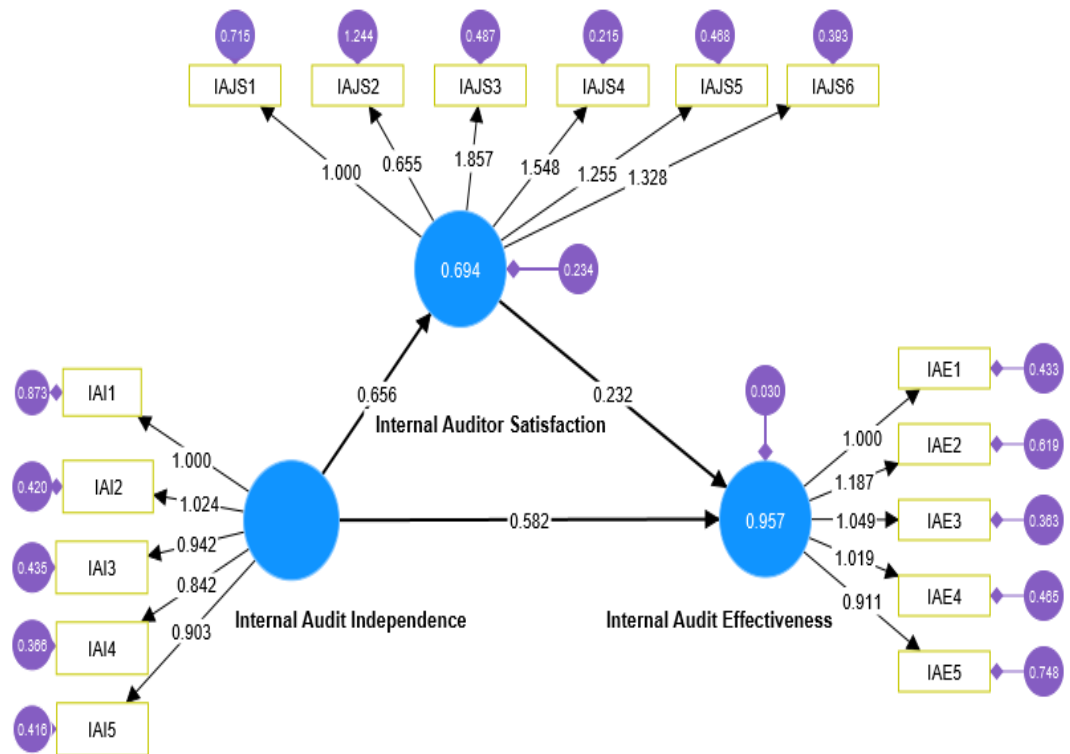 0.715 1.244 0.487 0.215 0.468 0.393
IAJS1 IAJS2 IAJS3 IAJS4 IAJS5 IAJS6
1.000 0.655 1.857 1.548 1.255 1.328
0.694 0.234
0.656 0.232
Internal Auditor Satisfaction
0.873 IAI1
0.420 IAI2
0.435 IAI3
0.366 IAI4
0.416 IAI5
1.000
1.024
0.942
0.842
0.903
Internal Audit Independence
0.582
0.030
0.957
Internal Audit Effectiveness
1.000
1.187
1.049
1.019
0.911
IAE1 0.433
IAE2 0.619
IAE3 0.363
IAE4 0.465
IAE5 0.748